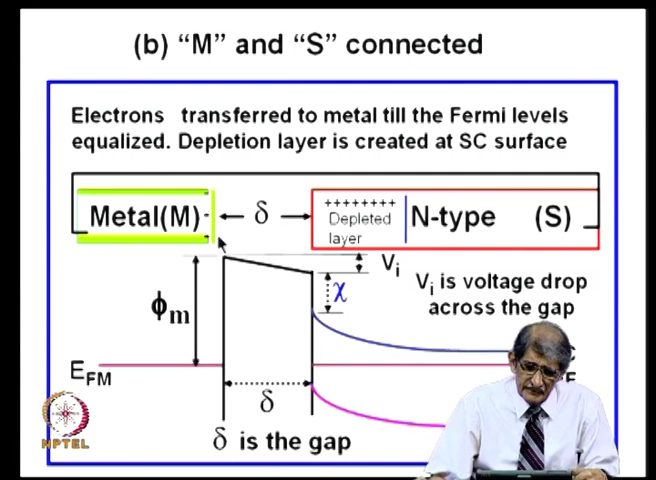 (b) “M” and “S” connected
Electrons transferred to metal till the Fermi levels
equalized. Depletion layer is created at SC surface
Metal(M)
δ
++++++++
Depleted
layer
N-type (S)
Vi
Vi is voltage drop
across the gap
χ
ϕm
EFM
C
F
δ
δ is the gap
NPTEL